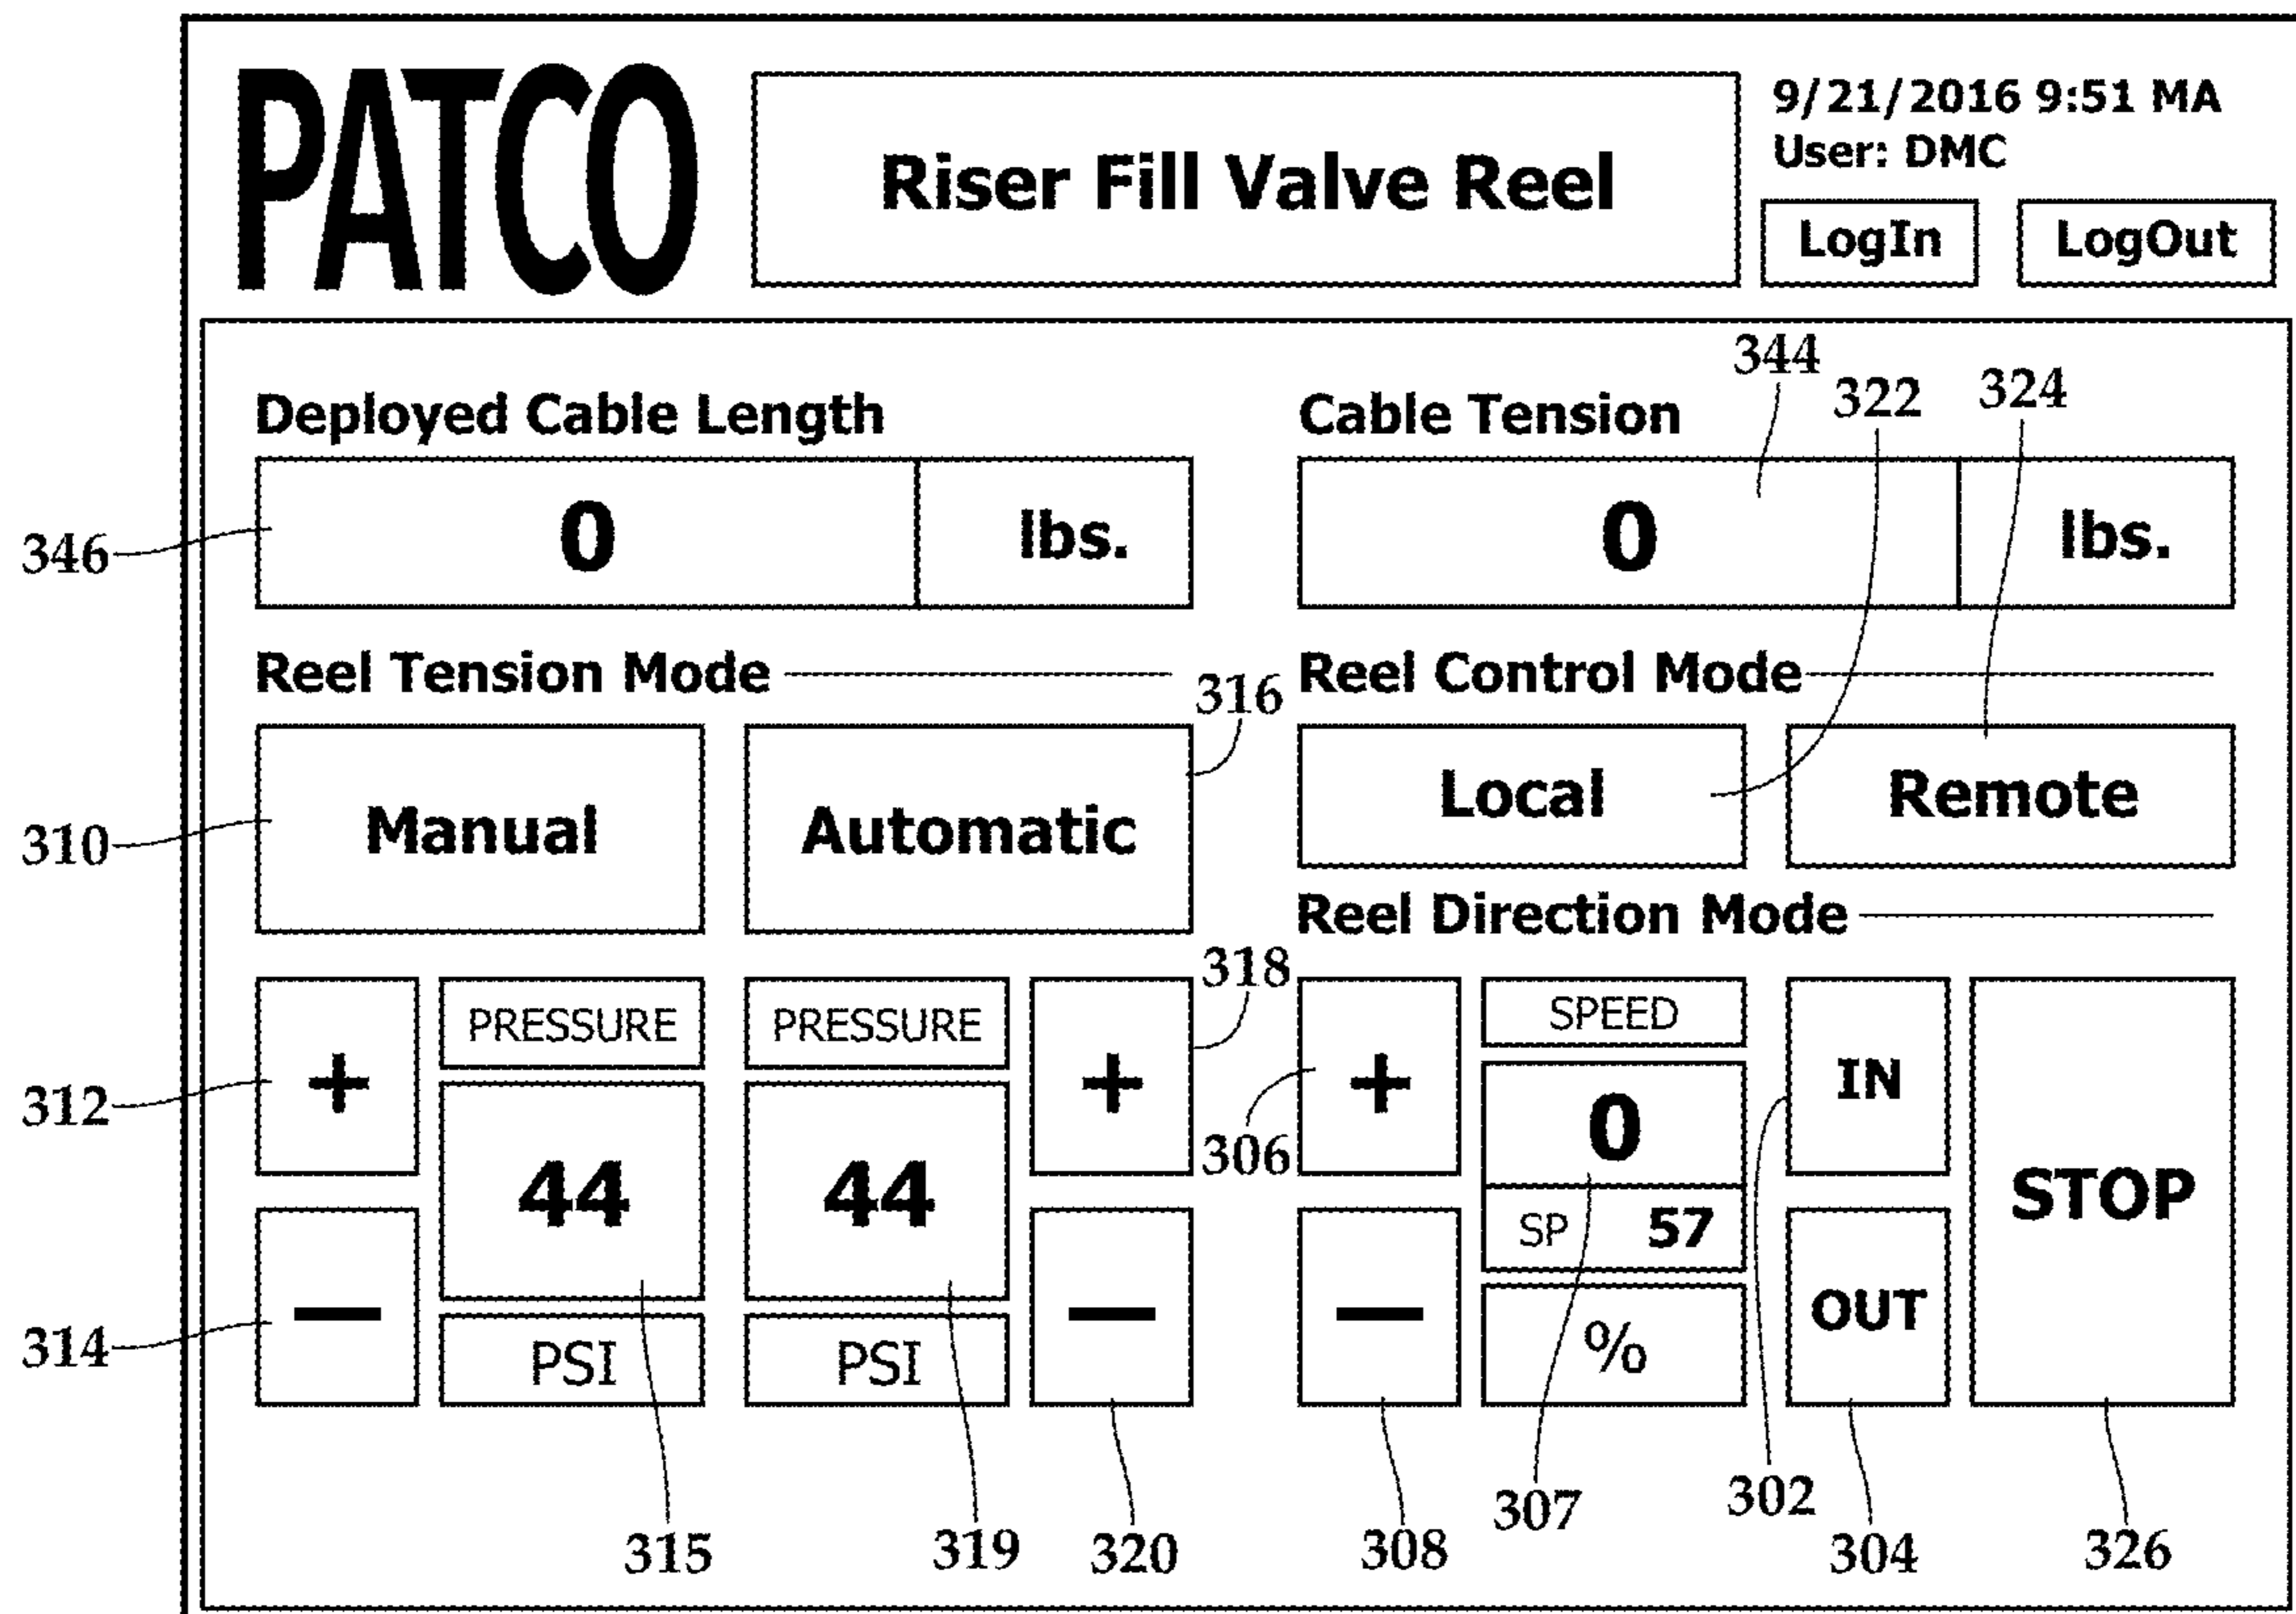 PATCO
Riser Fill Valve Reel
9/21/2016 9:51 MA
User: DMC
LogIn LogOut
344
322
324
Deployed Cable Length
Cable Tension
346
0 lbs.
0 lbs.
Reel Tension Mode
316
Reel Control Mode
310
Manual Automatic
Local Remote
Reel Direction Mode
318
312
+ PRESSURE PRESSURE +
306
+ SPEED IN
0
44 44
STOP
SP 57
314
— PSI PSI —
— % OUT
315 319 320 308 307 302 304 326